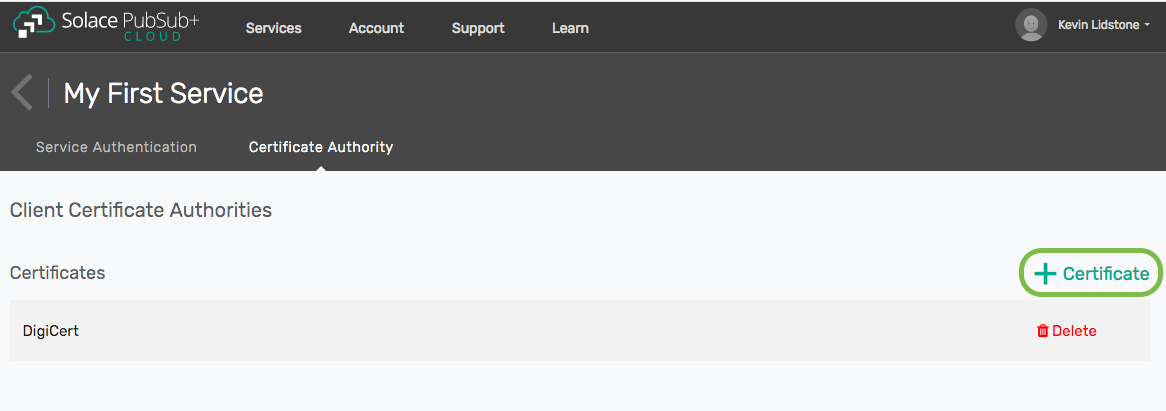 Solace PubSub+
CLOUD
Services
Account
Support
Learn
Kevin Lidstone
My First Service
Service Authentication
Certificate Authority
Client Certificate Authorities
Certificates
+ Certificate
DigiCert
Delete